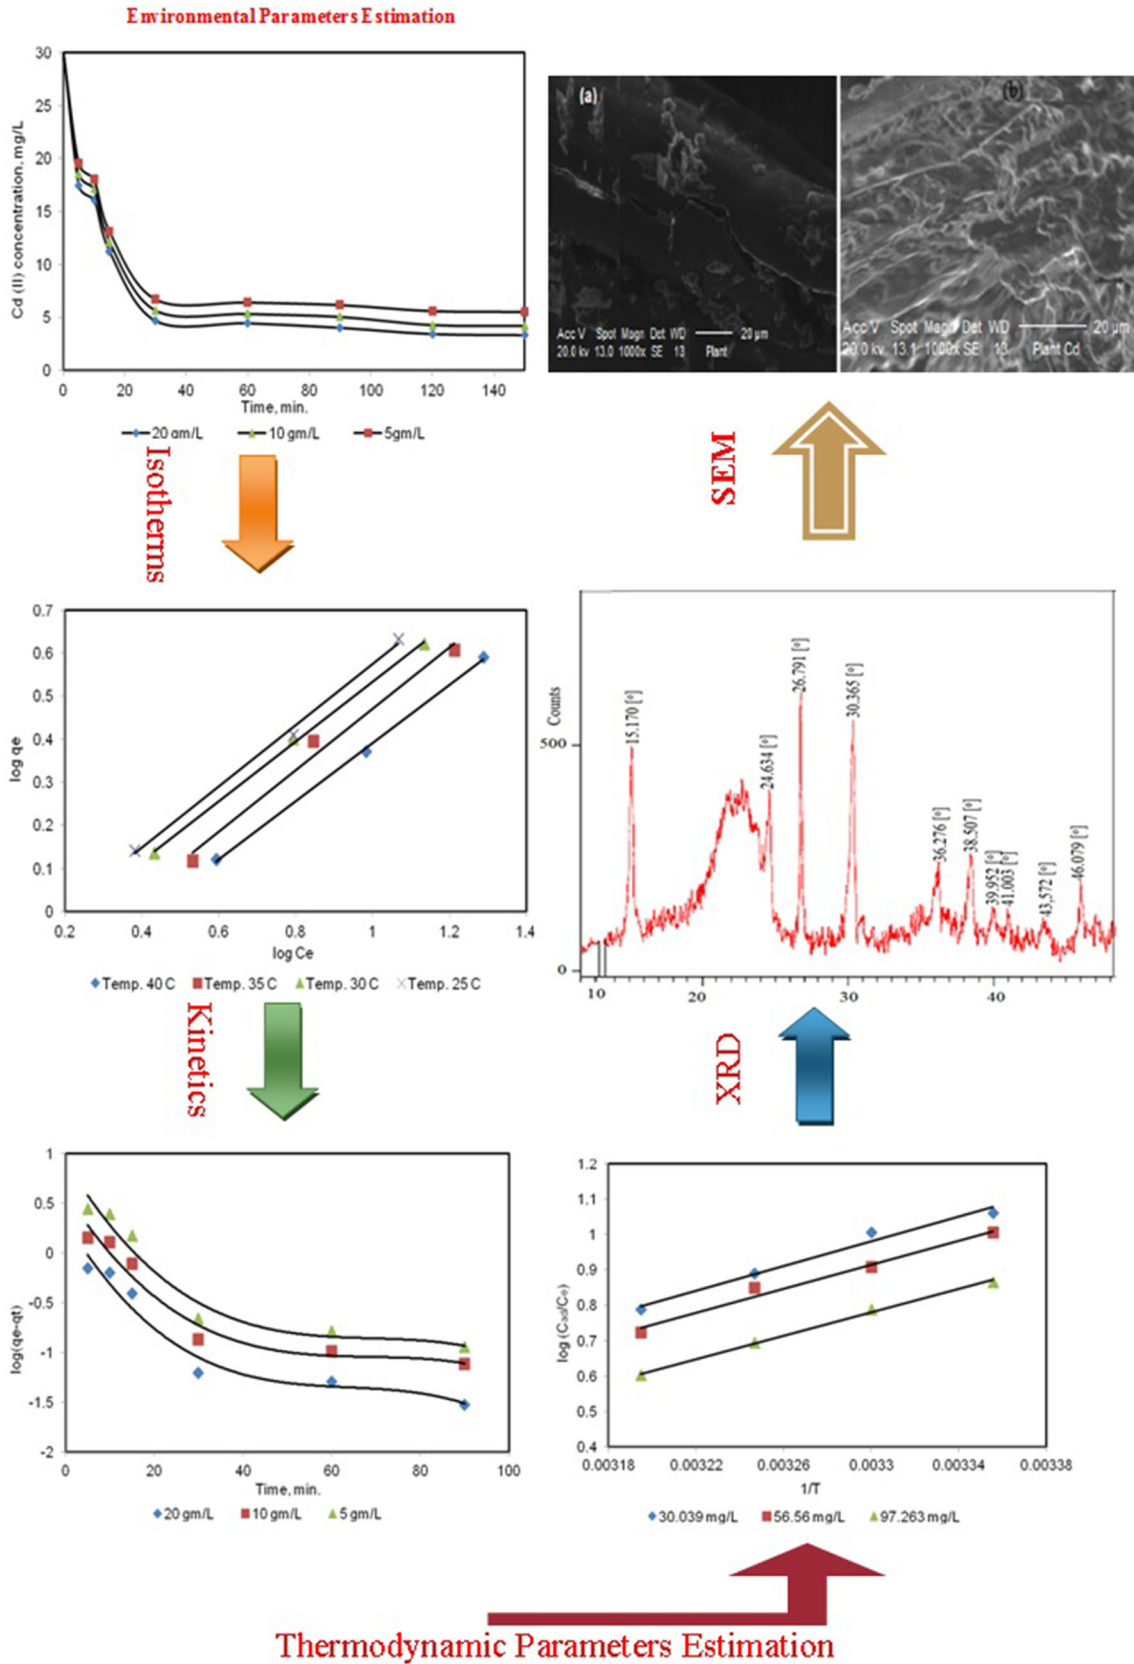 Environmental Parameters Estimation
30
25
20
15
10
5
0
Cd (II) concentration, mg/L
0 20 40 60 80 100 120 140
Time, min.
20 gm/L 10 gm/L 5gm/L
(a)
Acc V Spot Magn Det WD 20 µm
20.0 kv 13.0 1000x SE 13 Plant
(b)
Acc V Spot Magn Det WD 20 µm
20.0 kv 13.1 1000x SE 13 Plant Cd
Isotherms
SEM
0.7
0.6
0.5
0.4
0.3
0.2
0.1
0
log qe
0.2 0.4 0.6 0.8 1 1.2 1.4
log Ce
Temp. 40 C Temp. 35 C Temp. 30 C Temp. 25 C
Counts
500
0
15.170 [°]
24.634 [°]
26.791 [°]
30.365 [°]
36.276 [°]
38.507 [°]
39.952 [°]
41.003 [°]
43,572 [°]
46.079 [°]
10 20 30 40
Kinetics
XRD
1
0.5
0
-0.5
-1
-1.5
-2
log(qe-qt)
0 20 40 60 80 100
Time, min.
20 gm/L 10 gm/L 5 gm/L
1.2
1.1
1
0.9
0.8
0.7
0.6
0.5
0.4
log (Cad/Ce)
0.00318 0.00322 0.00326 0.0033 0.00334 0.00338
1/T
30.039 mg/L 56.56 mg/L 97.263 mg/L
Thermodynamic Parameters Estimation